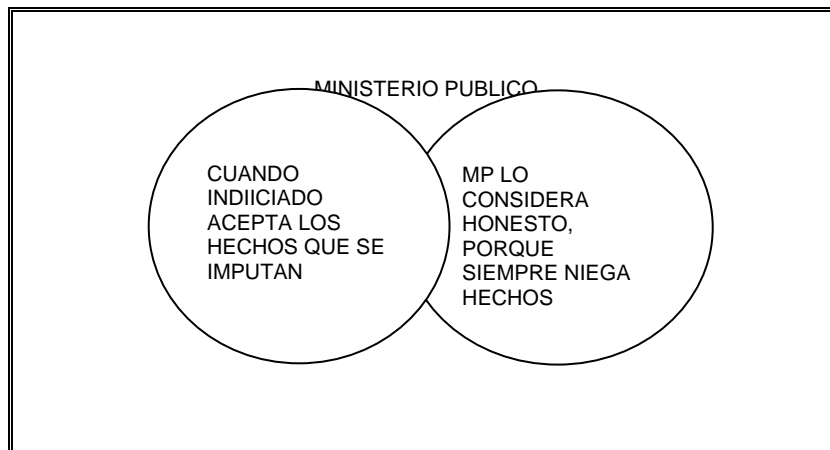 MINISTERIO PUBLICO
CUANDO
INDIICIADO
ACEPTA LOS
HECHOS QUE SE
IMPUTAN
MP LO
CONSIDERA
HONESTO,
PORQUE
SIEMPRE NIEGA
HECHOS